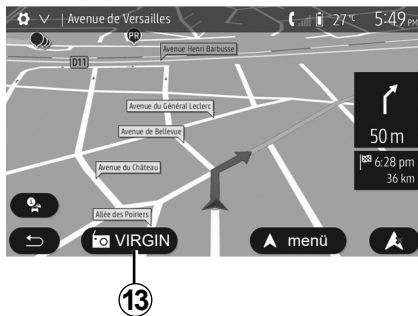 Avenue de Versailles
27 °C
5:49 PM
PR
Avenue Henri Barbusse
D11
Avenue du Général Leclerc
50 m
Avenue de Bellevue
6:28 pm
36 km
Avenue du Château
Allée des Poiriers
VIRGIN
menü
13